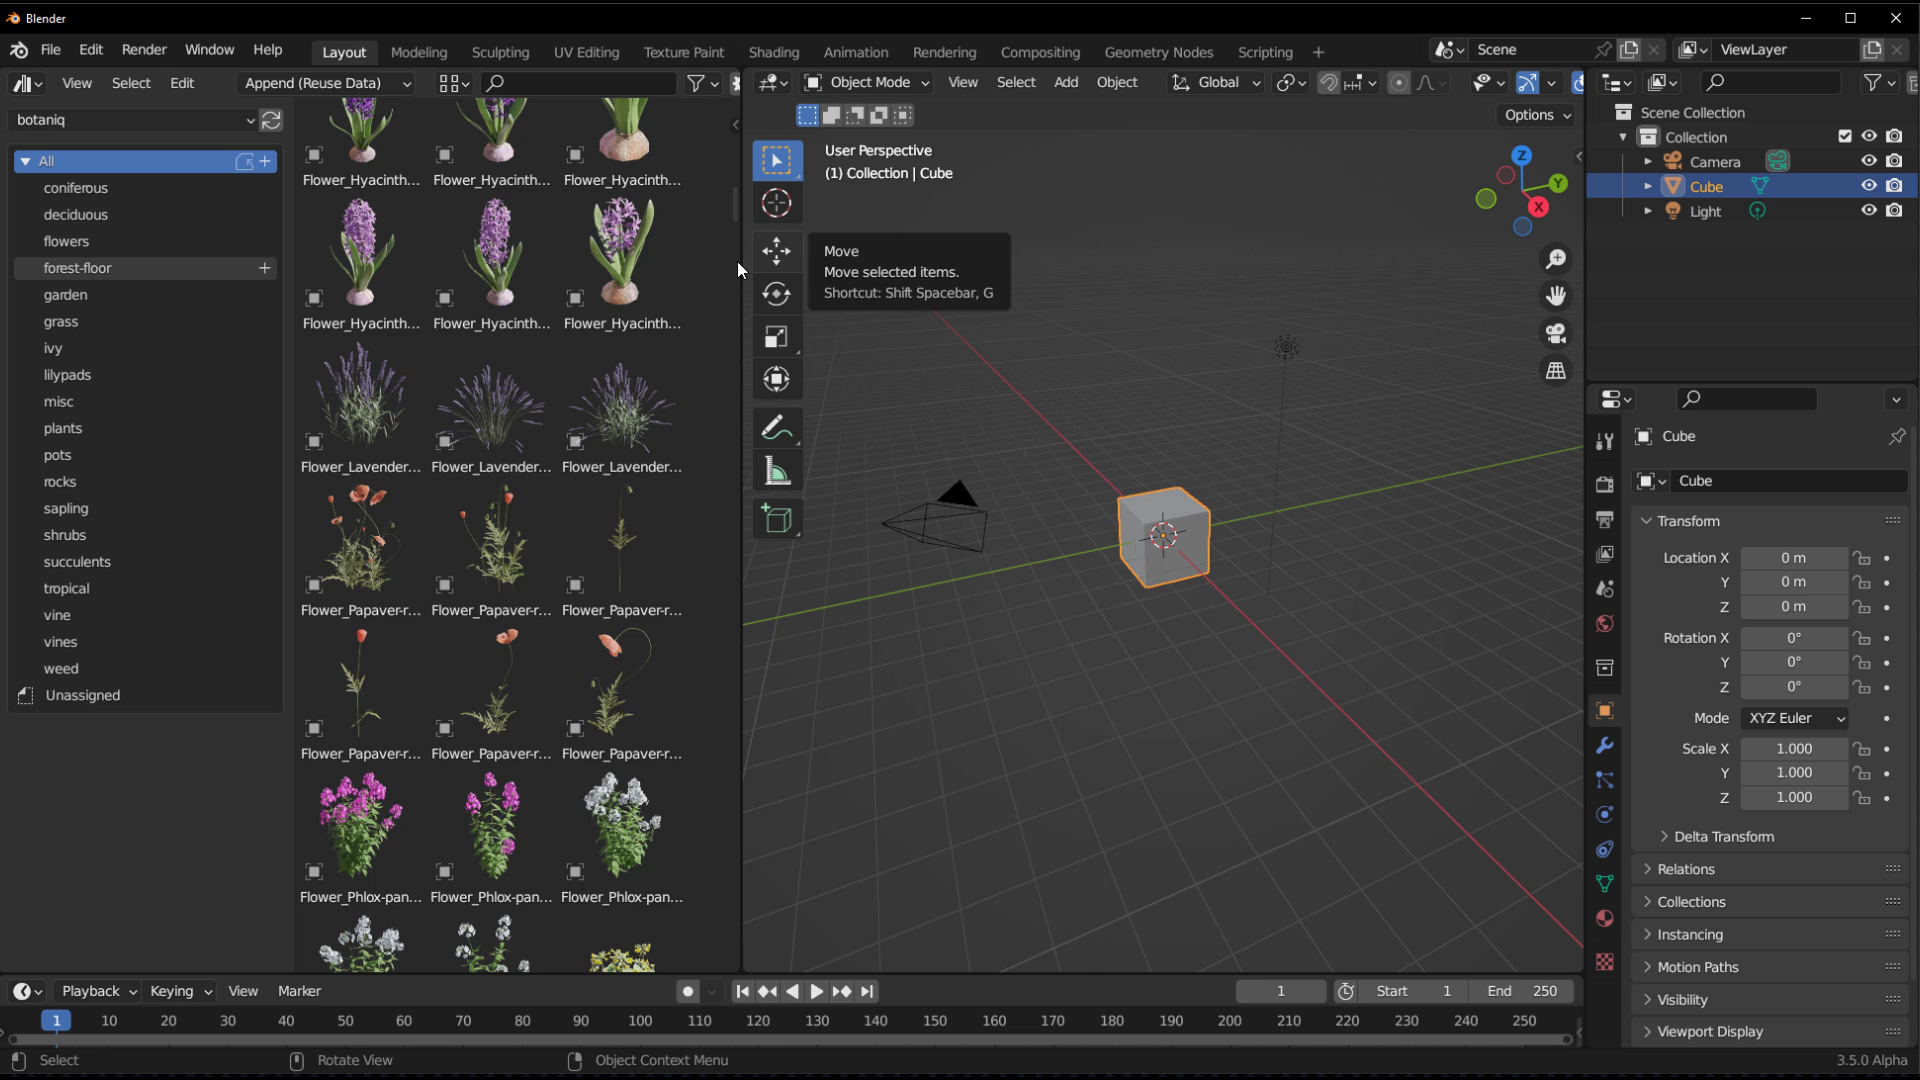 Blender
File Edit Render Window Help Layout Modeling Sculpting UV Editing Texture Paint Shading Animation Rendering Compositing Geometry Nodes Scripting + Scene ViewLayer
View Select Edit Append (Reuse Data) Object Mode View Select Add Object Global
Options
botaniq
All
coniferous
deciduous
flowers
forest-floor
garden
grass
ivy
lilypads
misc
plants
pots
rocks
sapling
shrubs
succulents
tropical
vine
vines
weed
Unassigned
Flower_Hyacinth... Flower_Hyacinth... Flower_Hyacinth...
Flower_Hyacinth... Flower_Hyacinth... Flower_Hyacinth...
Flower_Lavender... Flower_Lavender... Flower_Lavender...
Flower_Papaver-r... Flower_Papaver-r... Flower_Papaver-r...
Flower_Papaver-r... Flower_Papaver-r... Flower_Papaver-r...
Flower_Phlox-pan... Flower_Phlox-pan... Flower_Phlox-pan...
User Perspective
(1) Collection | Cube
Move
Move selected items.
Shortcut: Shift Spacebar, G
Z
Y
X
Scene Collection
Collection
Camera
Cube
Light
Cube
Cube
Transform
Location X 0 m
Y 0 m
Z 0 m
Rotation X 0°
Y 0°
Z 0°
Mode XYZ Euler
Scale X 1.000
Y 1.000
Z 1.000
Delta Transform
Relations
Collections
Instancing
Motion Paths
Visibility
Viewport Display
Playback Keying View Marker 1 Start 1 End 250
1 10 20 30 40 50 60 70 80 90 100 110 120 130 140 150 160 170 180 190 200 210 220 230 240 250
Select Rotate View Object Context Menu 3.5.0 Alpha